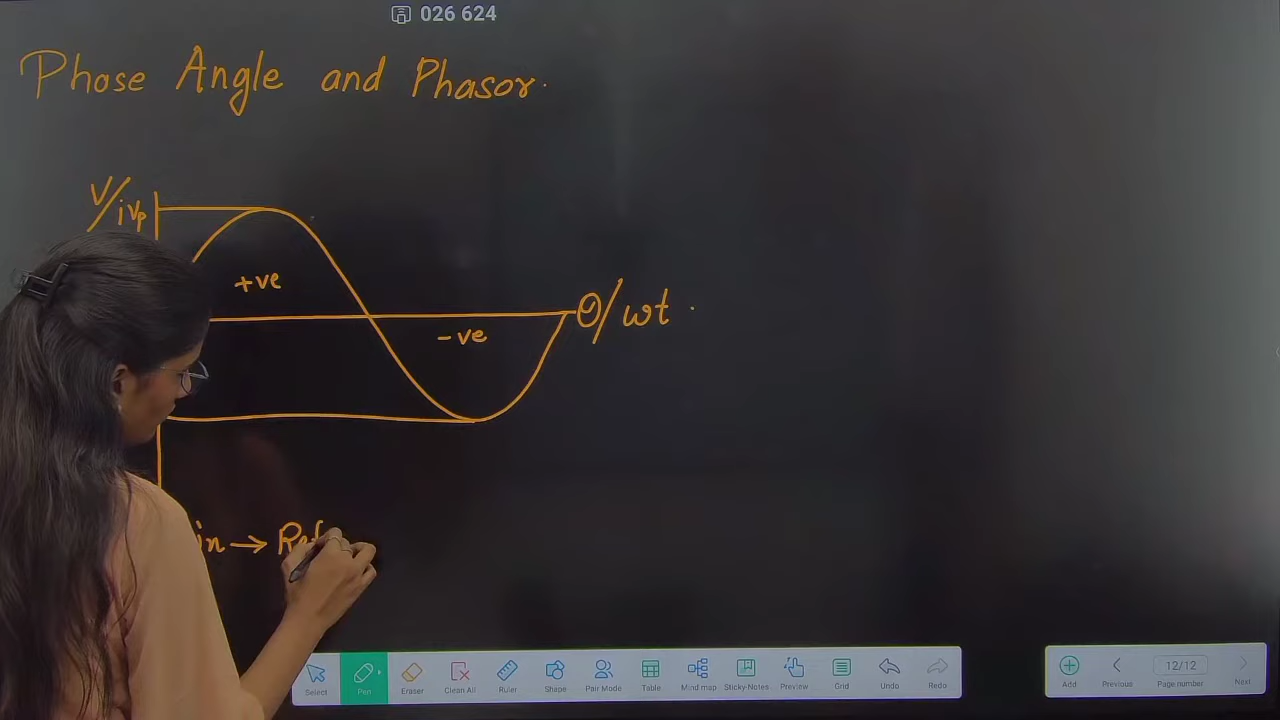 026 624
Phase Angle and Phasor.
V/i Vp
+ve
-ve
θ/ωt
→ Ref
Select Pen Eraser Clean All Ruler Shape Pair Mode Table Mind map Sticky-Notes Preview Grid Undo Redo
Add Previous 12/12 Page number Next